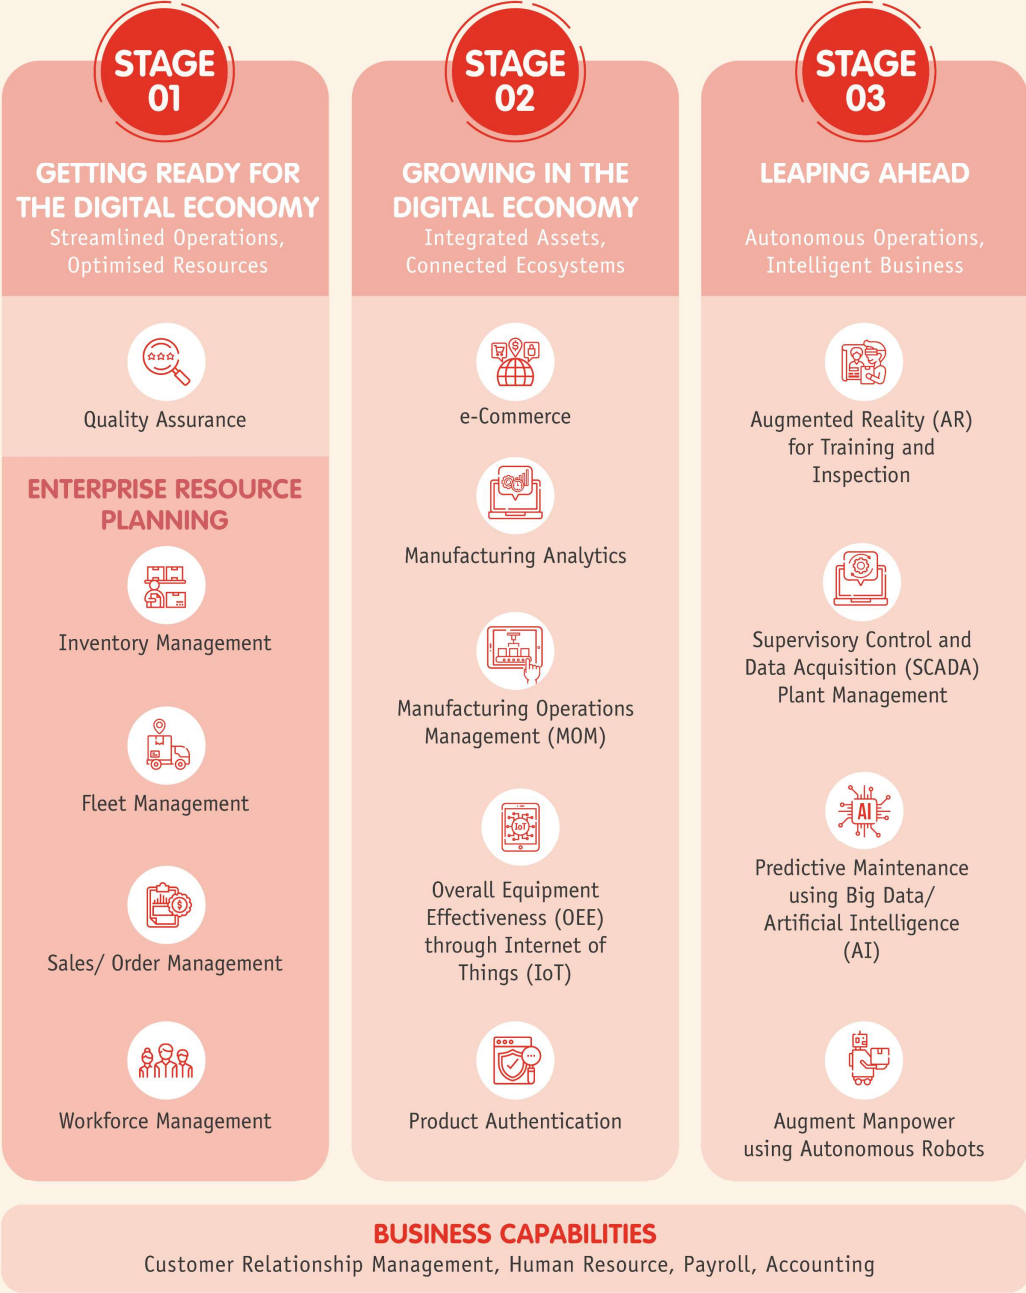 STAGE
01
GETTING READY FOR
THE DIGITAL ECONOMY
Streamlined Operations,
Optimised Resources
Quality Assurance
ENTERPRISE RESOURCE
PLANNING
Inventory Management
Fleet Management
$
Sales/ Order Management
Workforce Management
STAGE
02
GROWING IN THE
DIGITAL ECONOMY
Integrated Assets,
Connected Ecosystems
$
e-Commerce
Manufacturing Analytics
Manufacturing Operations
Management (MOM)
IoT
Overall Equipment
Effectiveness (OEE)
through Internet of
Things (IoT)
Product Authentication
STAGE
03
LEAPING AHEAD
Autonomous Operations,
Intelligent Business
Augmented Reality (AR)
for Training and
Inspection
Supervisory Control and
Data Acquisition (SCADA)
Plant Management
AI
Predictive Maintenance
using Big Data/
Artificial Intelligence
(AI)
Augment Manpower
using Autonomous Robots
BUSINESS CAPABILITIES
Customer Relationship Management, Human Resource, Payroll, Accounting